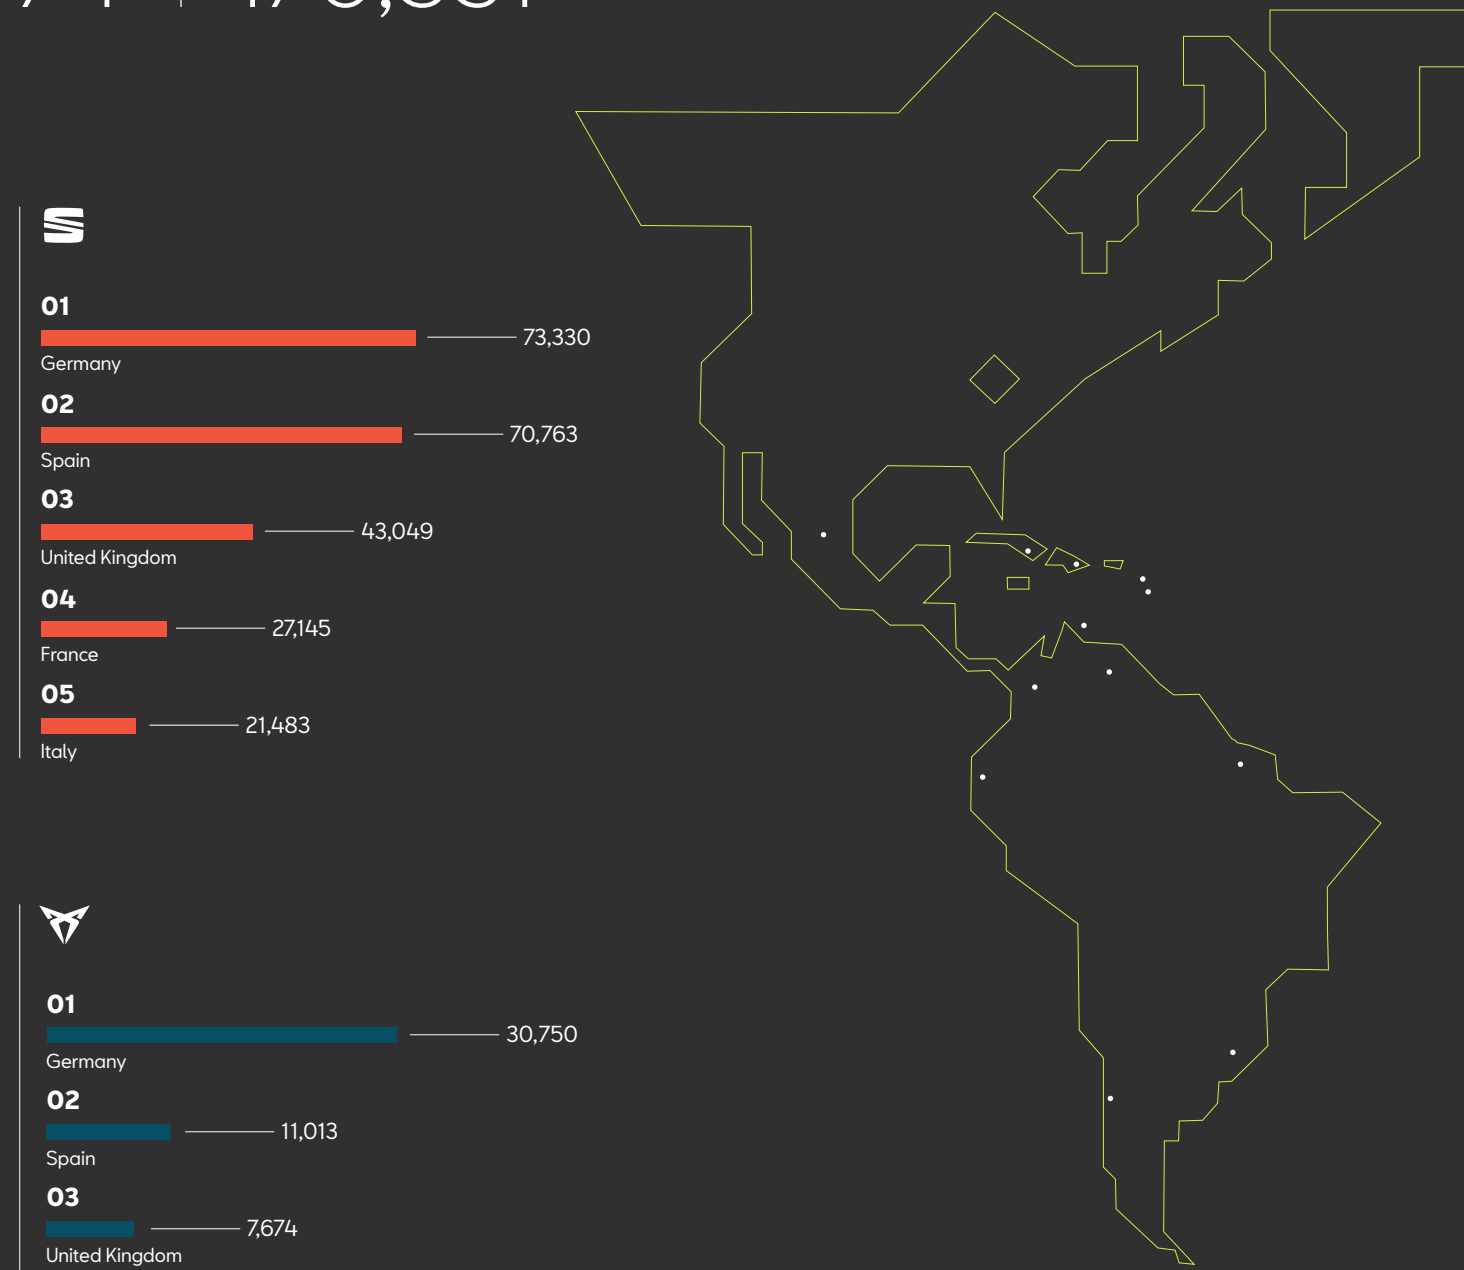 01
73,330
Germany
02
70,763
Spain
03
43,049
United Kingdom
04
27,145
France
05
21,483
Italy
01
30,750
Germany
02
11,013
Spain
03
7,674
United Kingdom